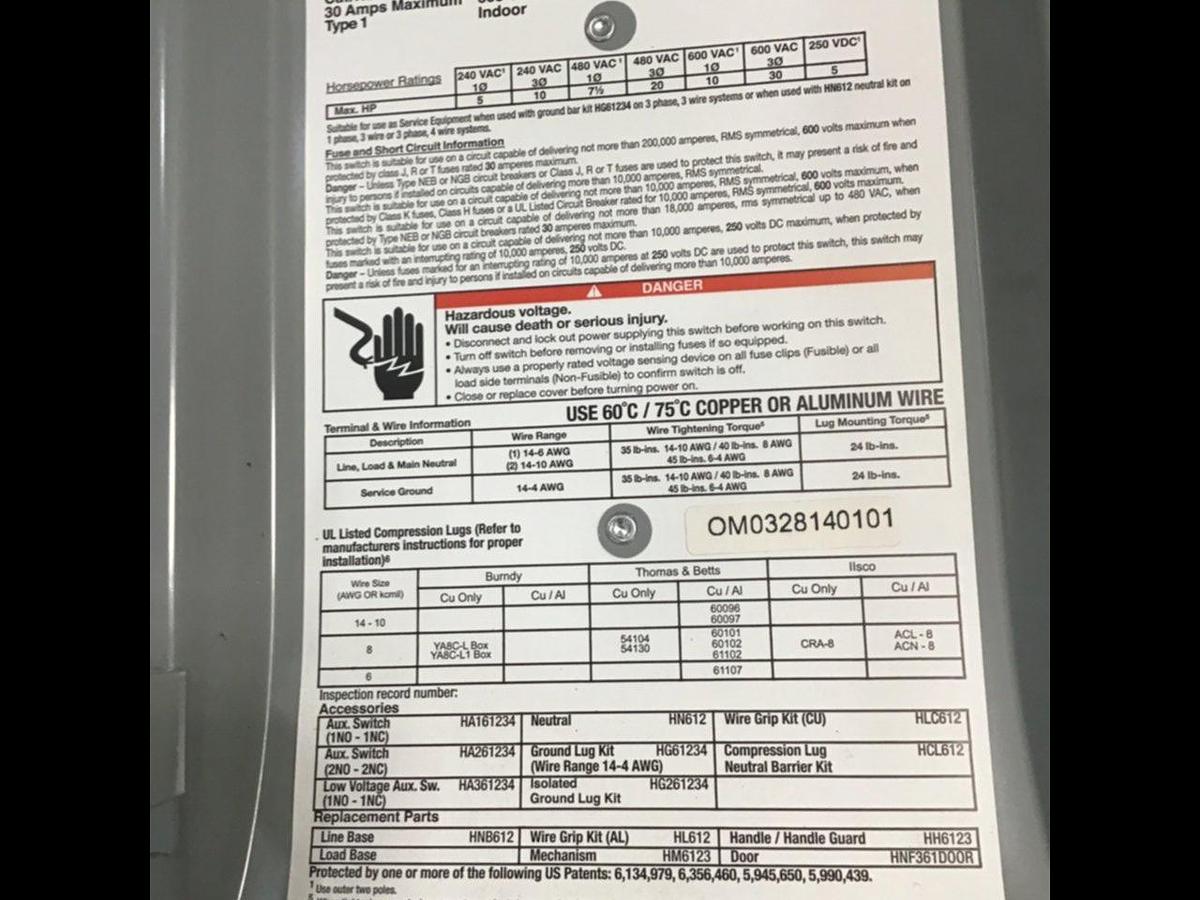 30 Amps Maximum
Type 1
Indoor
Horsepower Ratings 240 VAC¹ 1Ø 240 VAC 3Ø 480 VAC¹ 1Ø 480 VAC 3Ø 600 VAC¹ 1Ø 600 VAC 3Ø 250 VDC¹
Max. HP 5 10 7½ 20 10 30 5
Suitable for use as Service Equipment when used with ground bar kit HG61234 on 3 phase, 3 wire systems or when used with HN612 neutral kit on
1 phase, 3 wire or 3 phase, 4 wire systems.
Fuse and Short Circuit Information
This switch is suitable for use on a circuit capable of delivering not more than 200,000 amperes, RMS symmetrical, 600 volts maximum when
protected by class J, R or T fuses rated 30 amperes maximum.
Danger – Unless Type NEB or NGB circuit breakers or Class J, R or T fuses are used to protect this switch, it may present a risk of fire and
injury to persons if installed on circuits capable of delivering more than 10,000 amperes, RMS symmetrical.
This switch is suitable for use on a circuit capable of delivering not more than 10,000 amperes, RMS symmetrical, 600 volts maximum, when
protected by Class K fuses, Class H fuses or a UL Listed Circuit Breaker rated for 10,000 amperes, RMS symmetrical, 600 volts maximum.
This switch is suitable for use on a circuit capable of delivering not more than 18,000 amperes, rms symmetrical up to 480 VAC, when
protected by Type NEB or NGB circuit breakers rated 30 amperes maximum.
This switch is suitable for use on a circuit capable of delivering not more than 10,000 amperes, 250 volts DC maximum, when protected by
fuses marked with an interrupting rating of 10,000 amperes, 250 volts DC.
Danger – Unless fuses marked for an interrupting rating of 10,000 amperes at 250 volts DC are used to protect this switch, this switch may
present a risk of fire and injury to persons if installed on circuits capable of delivering more than 10,000 amperes.
DANGER
Hazardous voltage.
Will cause death or serious injury.
• Disconnect and lock out power supplying this switch before working on this switch.
• Turn off switch before removing or installing fuses if so equipped.
• Always use a properly rated voltage sensing device on all fuse clips (Fusible) or all
load side terminals (Non-Fusible) to confirm switch is off.
• Close or replace cover before turning power on.
USE 60°C / 75°C COPPER OR ALUMINUM WIRE
Terminal & Wire Information
Description Wire Range Wire Tightening Torque⁵ Lug Mounting Torque⁵
Line, Load & Main Neutral (1) 14-6 AWG (2) 14-10 AWG 35 lb-ins. 14-10 AWG / 40 lb-ins. 8 AWG 45 lb-ins. 6-4 AWG 24 lb-ins.
Service Ground 14-4 AWG 35 lb-ins. 14-10 AWG / 40 lb-ins. 8 AWG 45 lb-ins. 6-4 AWG 24 lb-ins.
OM0328140101
UL Listed Compression Lugs (Refer to
manufacturers instructions for proper
installation)⁶
Wire Size (AWG OR kcmil) Burndy Thomas & Betts Ilsco
Cu Only Cu / Al Cu Only Cu / Al Cu Only Cu / Al
14 - 10 60096 60097
8 YA8C-L Box YA8C-L1 Box 54104 54130 60101 60102 61102 CRA-8 ACL - 8 ACN - 8
6 61107
Inspection record number:
Accessories
Aux. Switch HA161234 Neutral HN612 Wire Grip Kit (CU) HLC612
(1NO - 1NC)
Aux. Switch HA261234 Ground Lug Kit HG61234 Compression Lug HCL612
(2NO - 2NC) (Wire Range 14-4 AWG) Neutral Barrier Kit
Low Voltage Aux. Sw. HA361234 Isolated HG261234
(1NO - 1NC) Ground Lug Kit
Replacement Parts
Line Base HNB612 Wire Grip Kit (AL) HL612 Handle / Handle Guard HH6123
Load Base Mechanism HM6123 Door HNF361DOOR
Protected by one or more of the following US Patents: 6,134,979, 6,356,460, 5,945,650, 5,990,439.
¹ Use outer two poles.